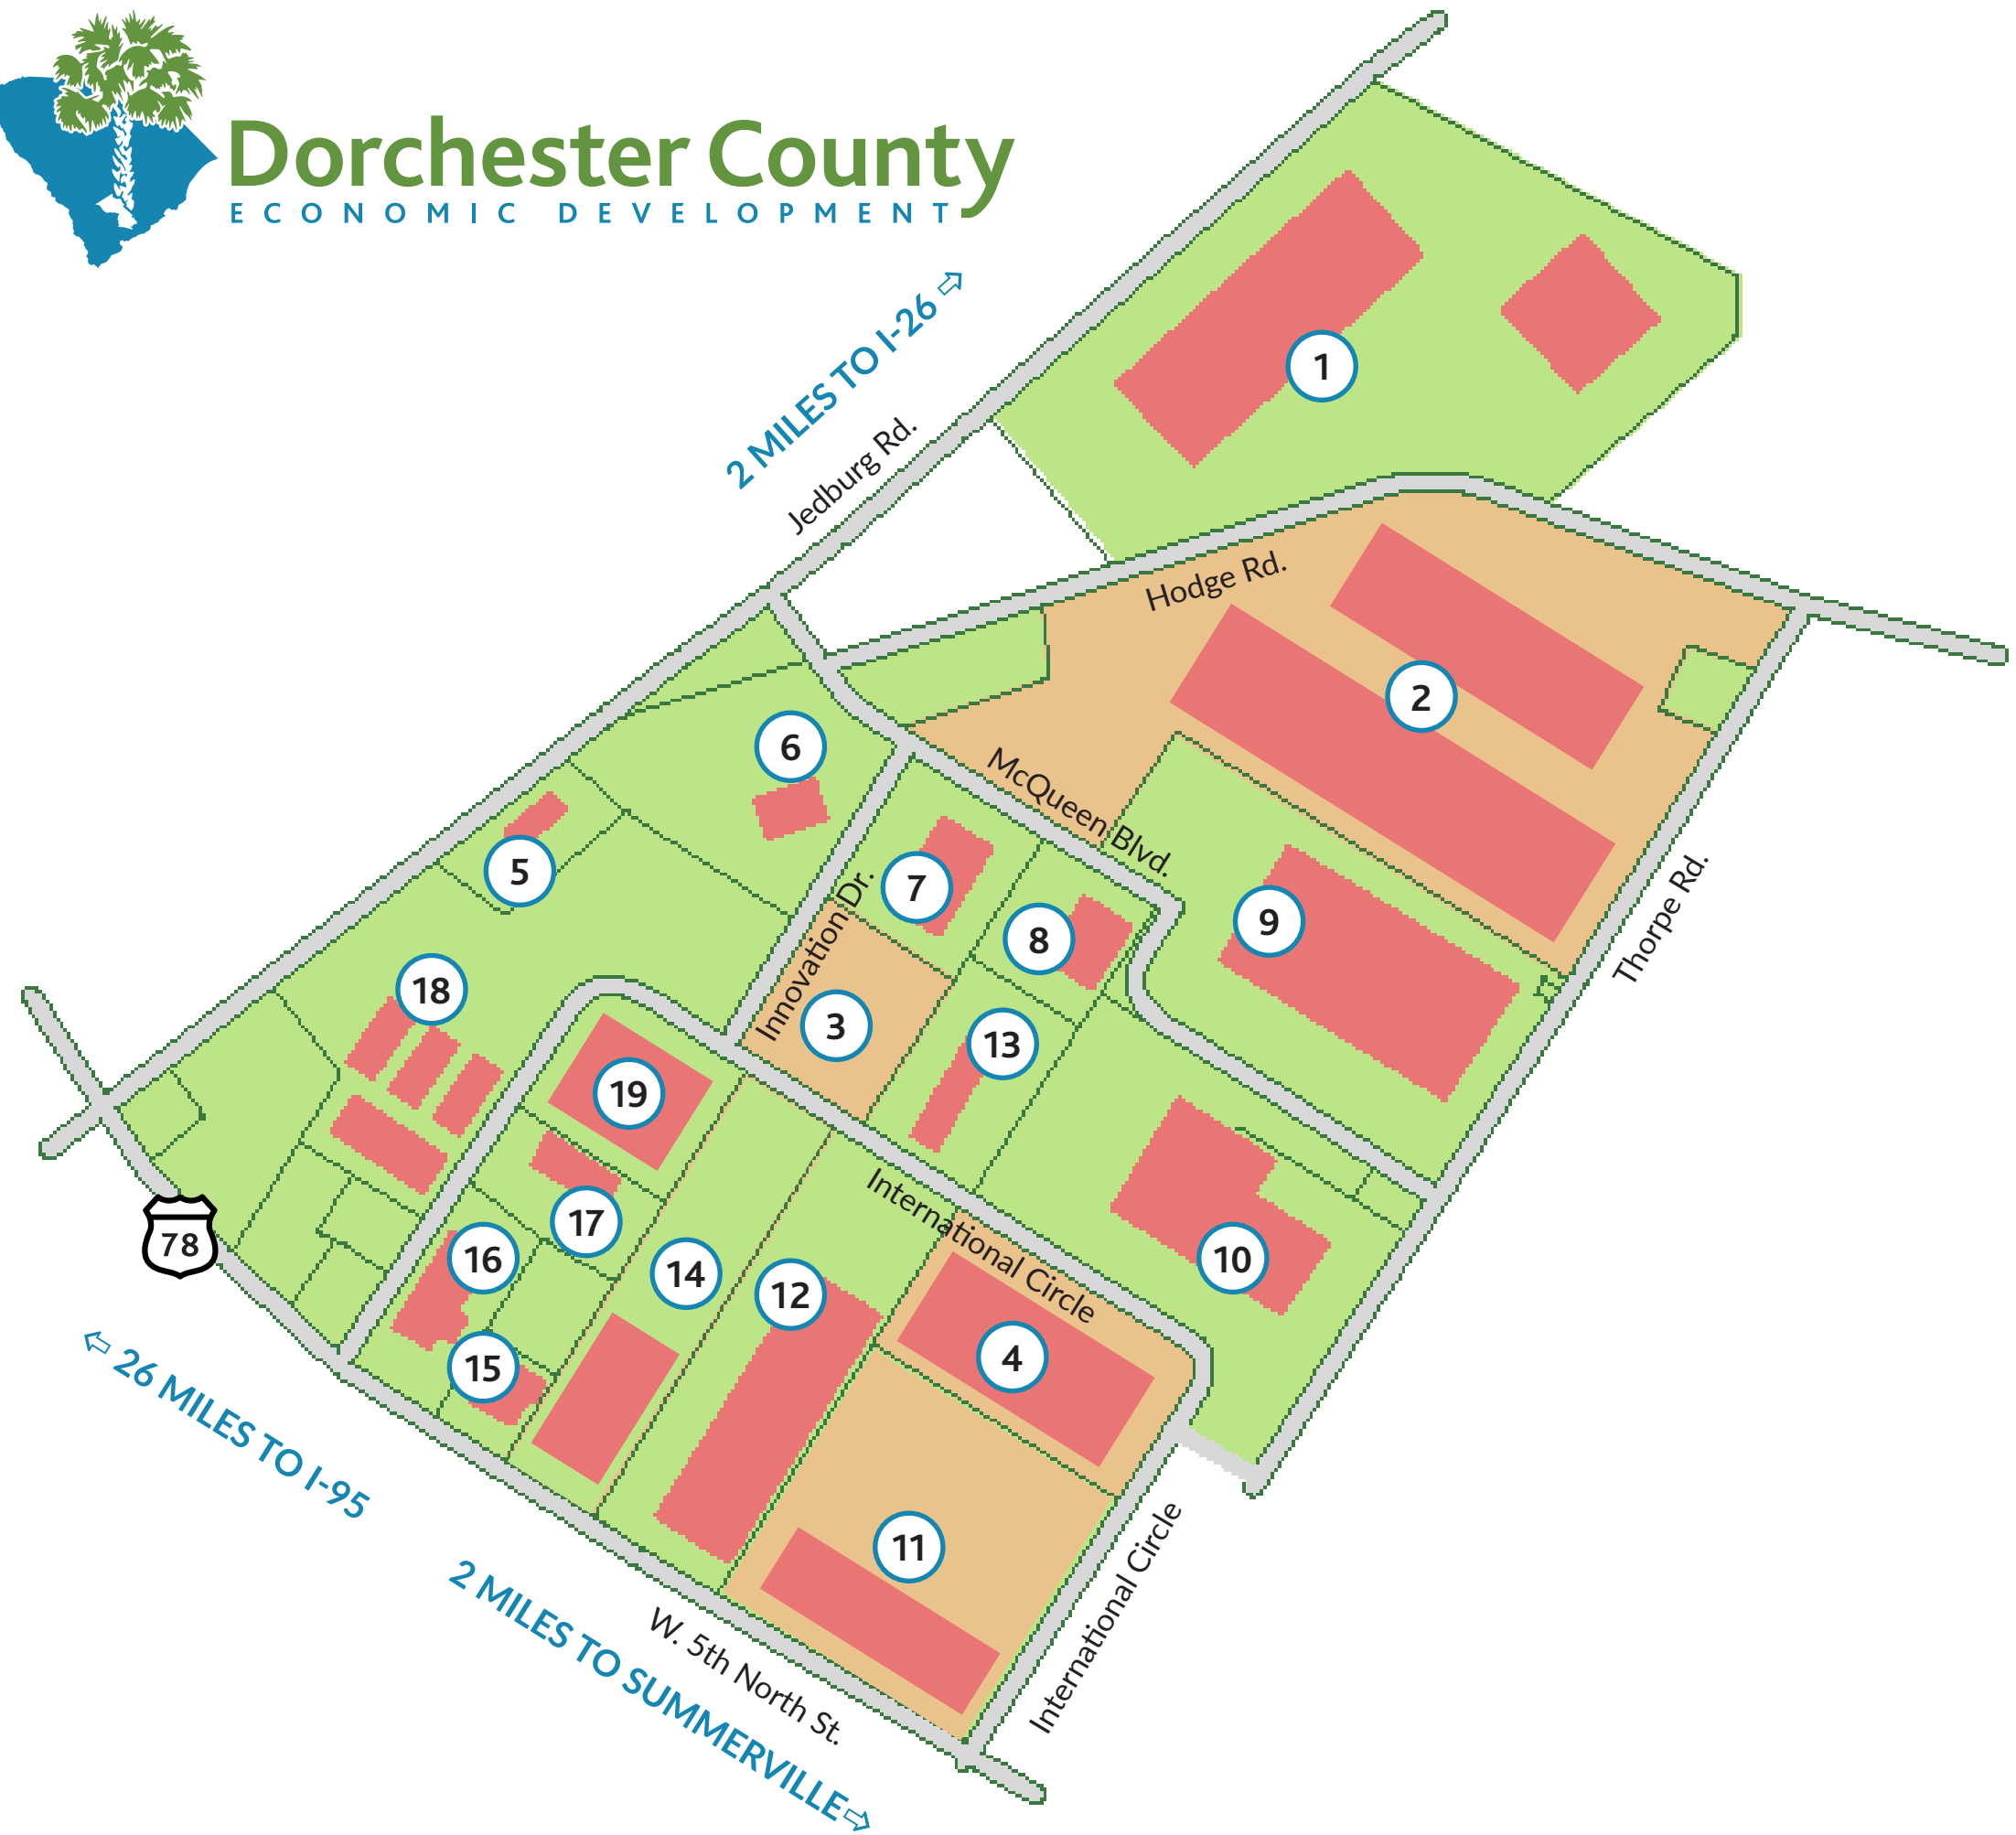 Dorchester County
ECONOMIC DEVELOPMENT
2 MILES TO I-26
Jedburg Rd.
1
Hodge Rd.
2
6
McQueen Blvd.
5
7
8
9
Thorpe Rd.
Innovation Dr.
18
3
13
19
17
International Circle
16
14
12
10
78
15
4
26 MILES TO I-95
11
International Circle
W. 5th North St.
2 MILES TO SUMMERVILLE